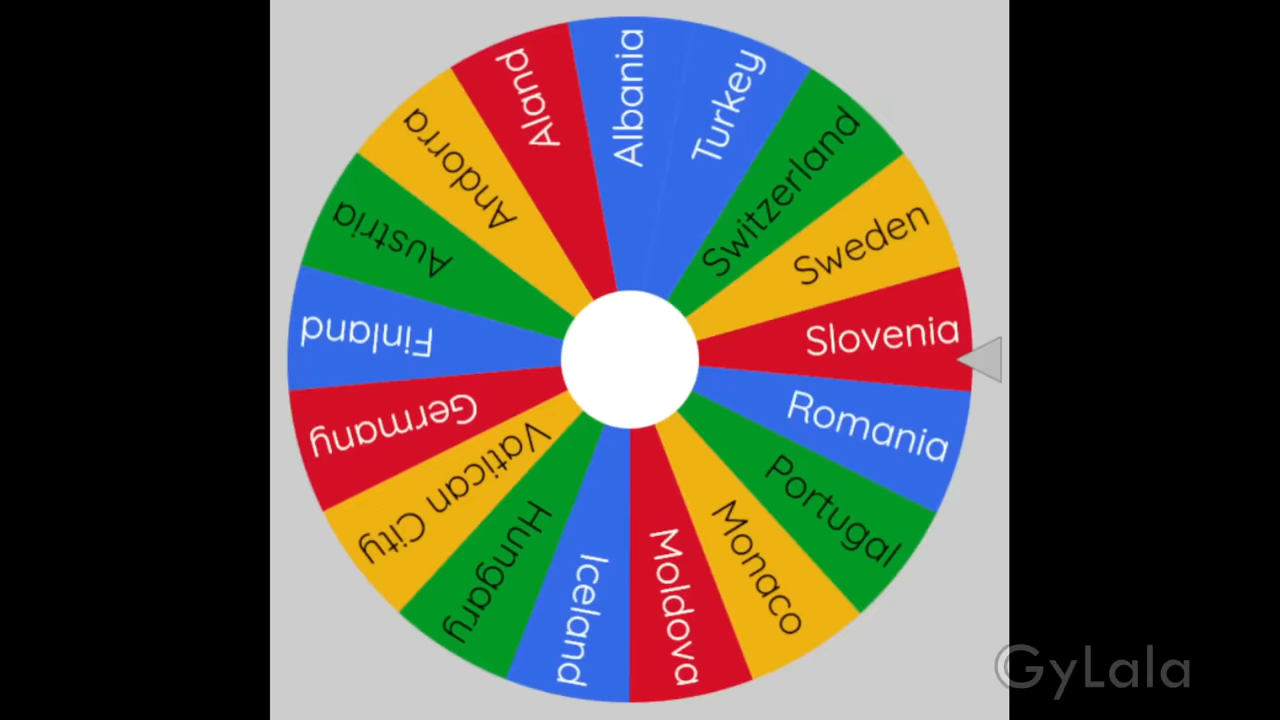 Albania
Turkey
Switzerland
Sweden
Slovenia
Romania
Portugal
Monaco
Moldova
Iceland
Hungary
Vatican City
Germany
Finland
Austria
Andorra
Aland
GyLala